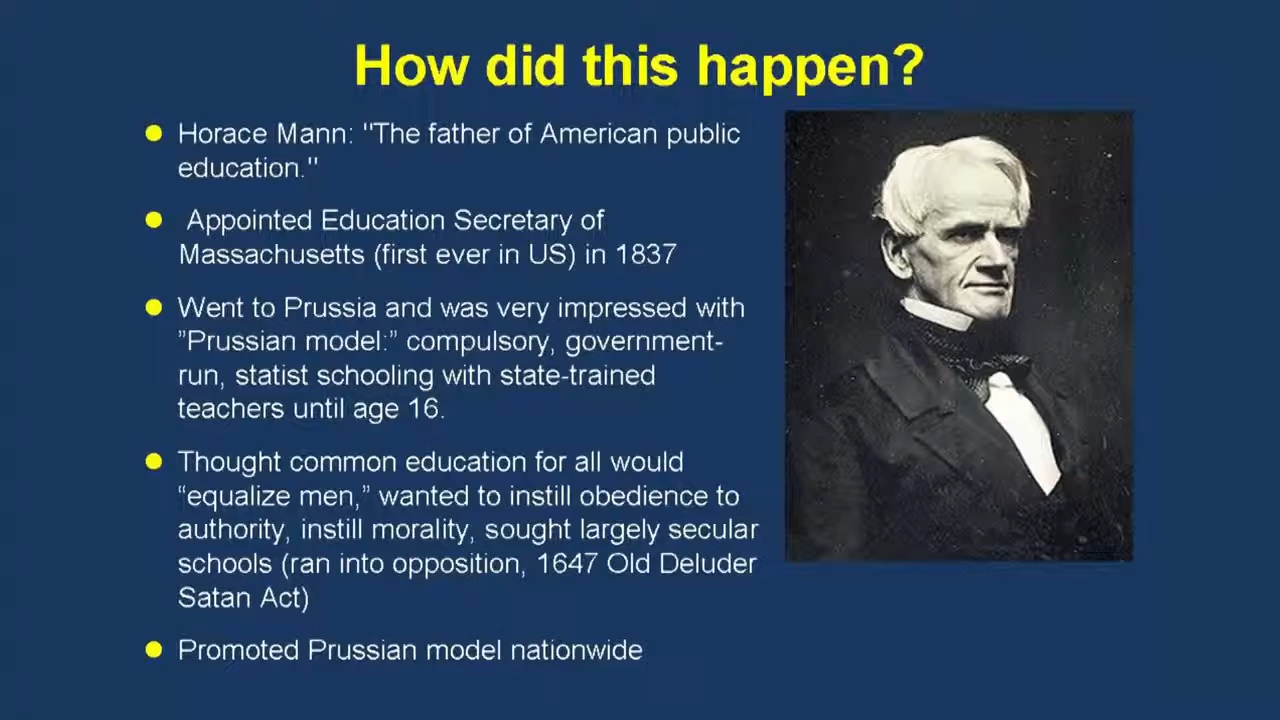 How did this happen?
Horace Mann: "The father of American public
education."
Appointed Education Secretary of
Massachusetts (first ever in US) in 1837
Went to Prussia and was very impressed with
”Prussian model:” compulsory, government-
run, statist schooling with state-trained
teachers until age 16.
Thought common education for all would
“equalize men,” wanted to instill obedience to
authority, instill morality, sought largely secular
schools (ran into opposition, 1647 Old Deluder
Satan Act)
Promoted Prussian model nationwide